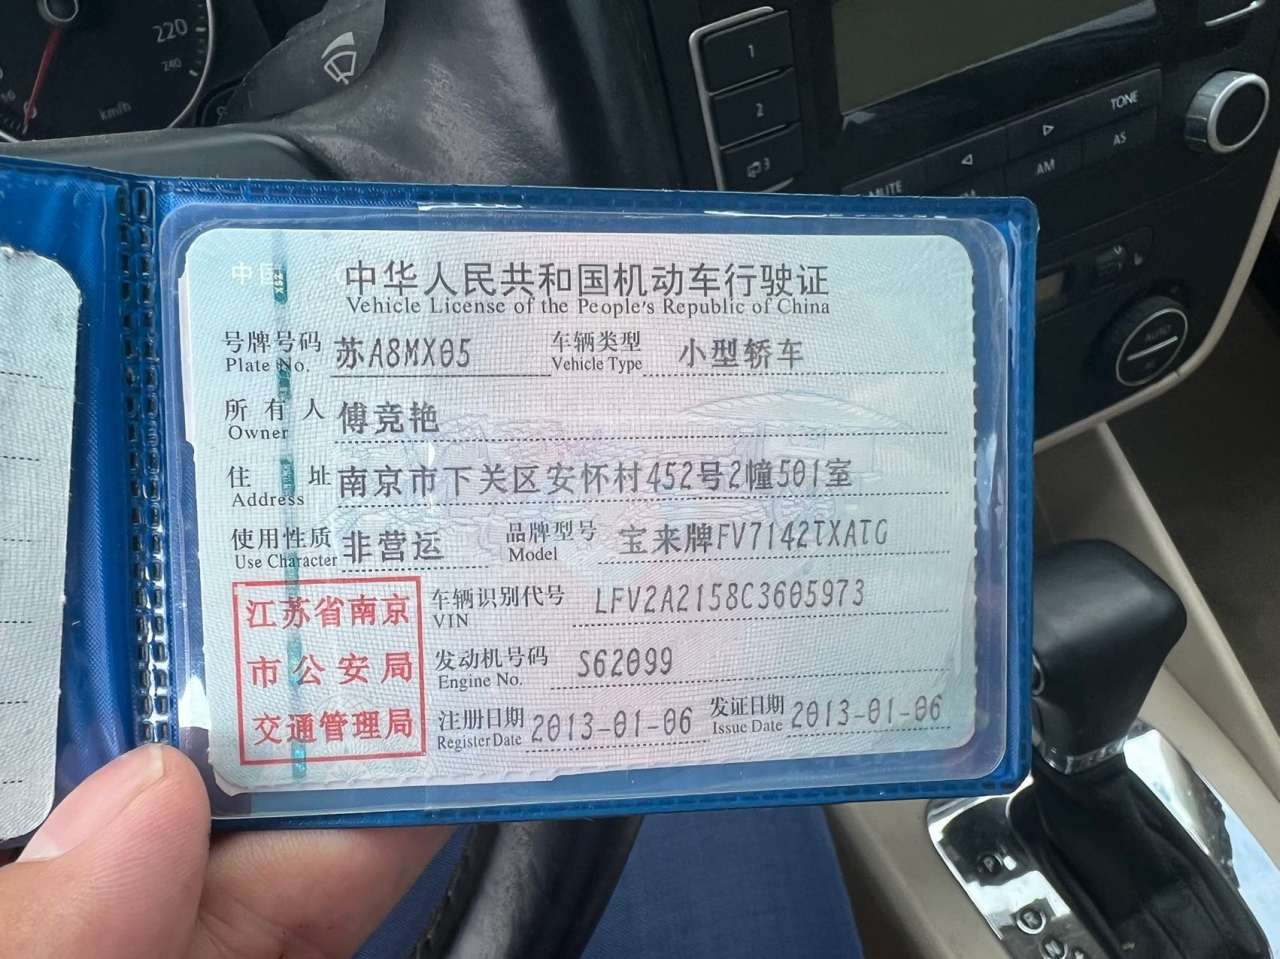 220
240
km/h
1
2
3
TONE
AS
AM
MUTE
AUTO
中华人民共和国机动车行驶证
Vehicle License of the People's Republic of China
号牌号码 苏A8MX05 车辆类型 小型轿车
Plate No. Vehicle Type
所有人 傅竞艳
Owner
住址 南京市下关区安怀村452号2幢501室
Address
使用性质 非营运 品牌型号 宝来牌FV7142TXATG
Use Character Model
江苏省南京
市公安局
交通管理局
车辆识别代号 LFV2A2158C3605973
VIN
发动机号码 S62099
Engine No.
注册日期 2013-01-06 发证日期 2013-01-06
Register Date Issue Date
P
R
N